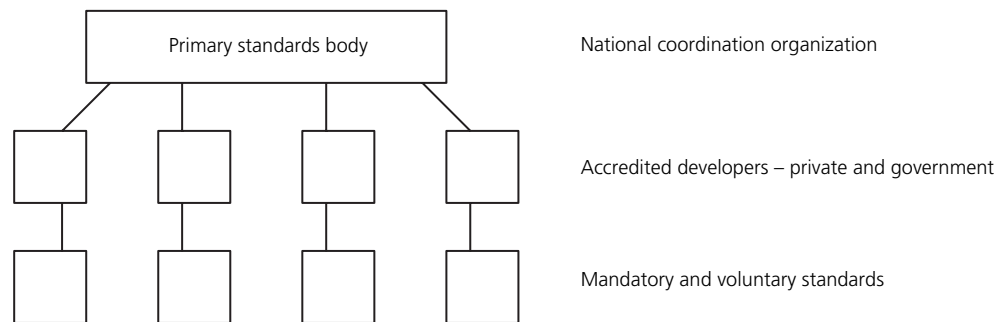 Primary standards body
National coordination organization
Accredited developers – private and government
Mandatory and voluntary standards